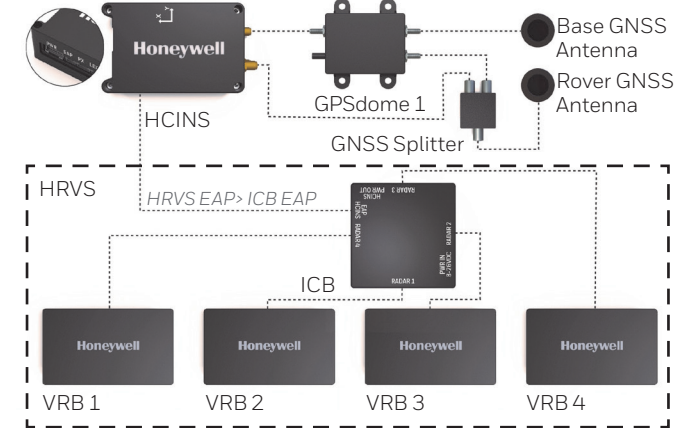 Honeywell
X
Y
HCINS
GPSdome 1
Base GNSS
Antenna
Rover GNSS
Antenna
GNSS Splitter
HRVS
HRVS EAP> ICB EAP
HCINS
PWR OUT
RADAR 3
HCINS
EAP
RADAR 4
RADAR 2
PWR IN
RADAR 1
ICB
Honeywell
Honeywell
Honeywell
Honeywell
VRB 1
VRB 2
VRB 3
VRB 4